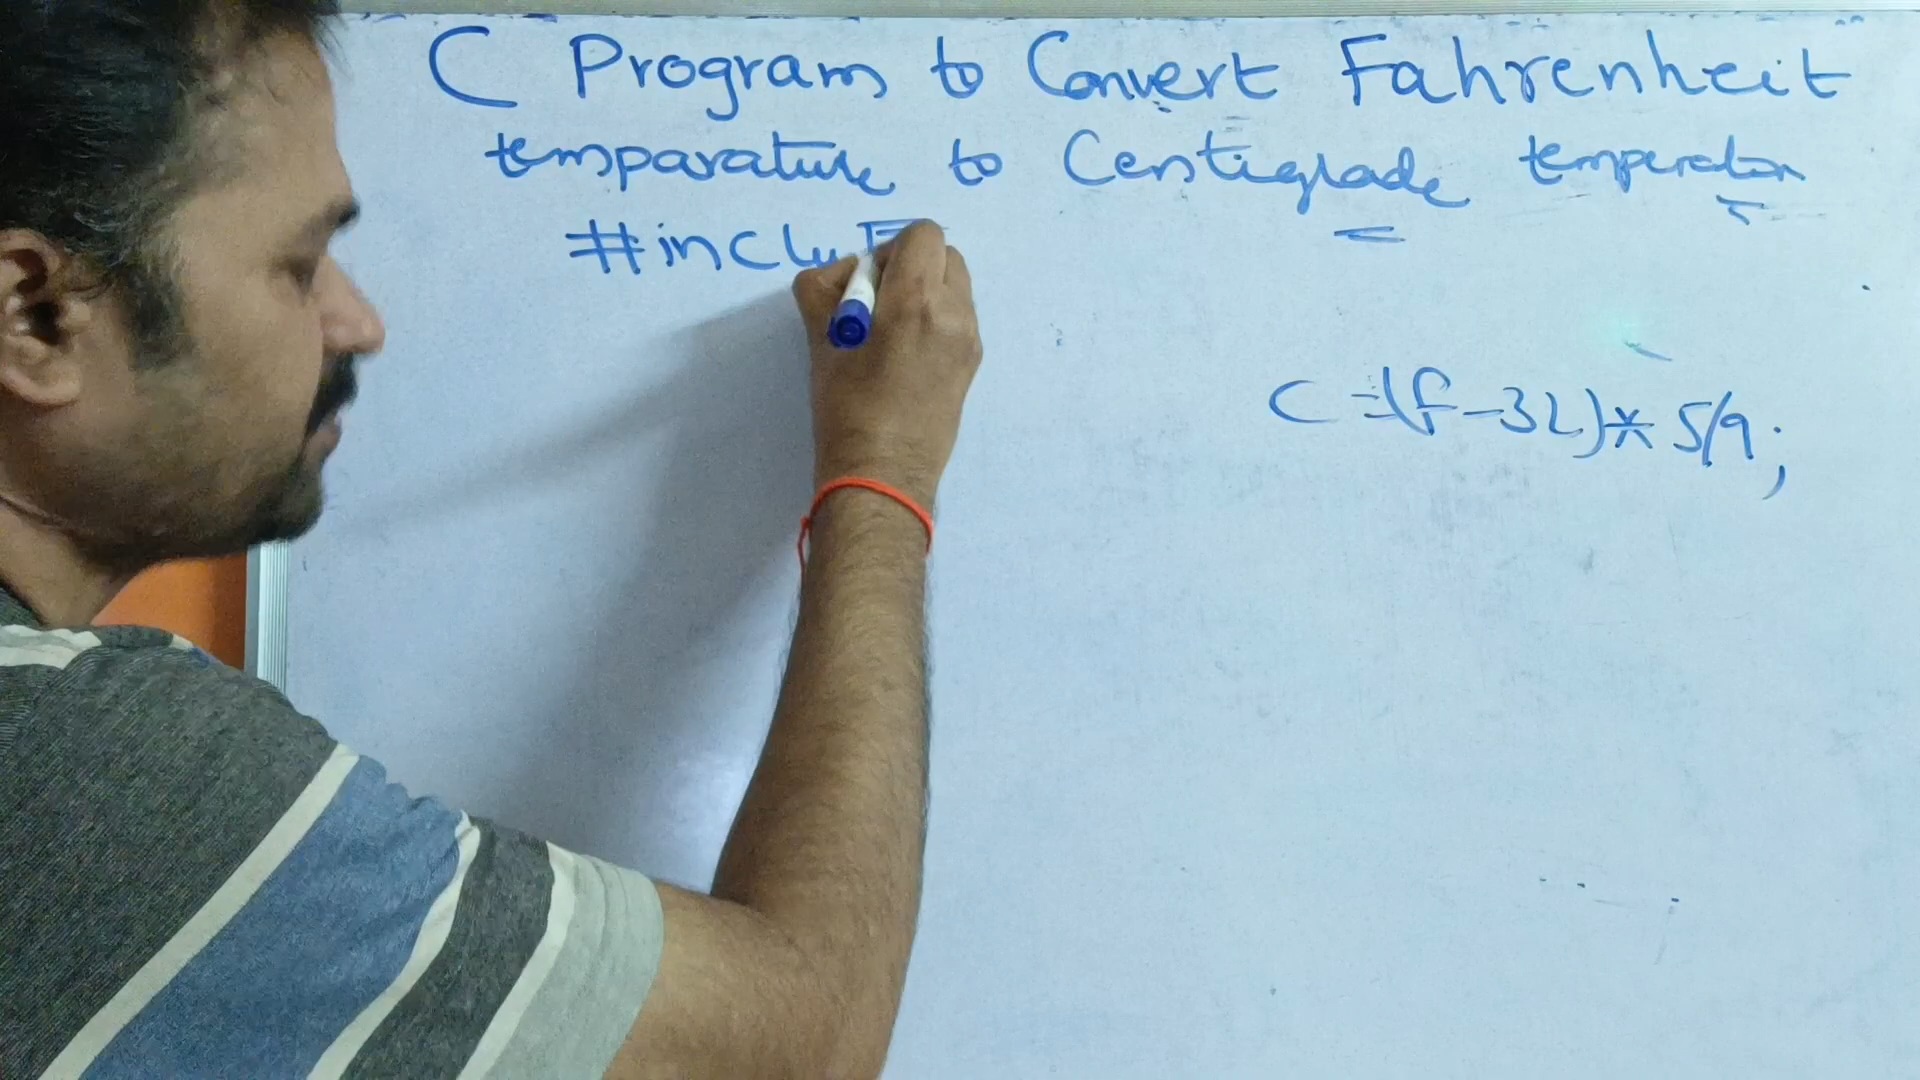 C Program to Convert Fahrenheit
temparature to Centigrade temperature
#inclu
C=(f-32)*5/9;